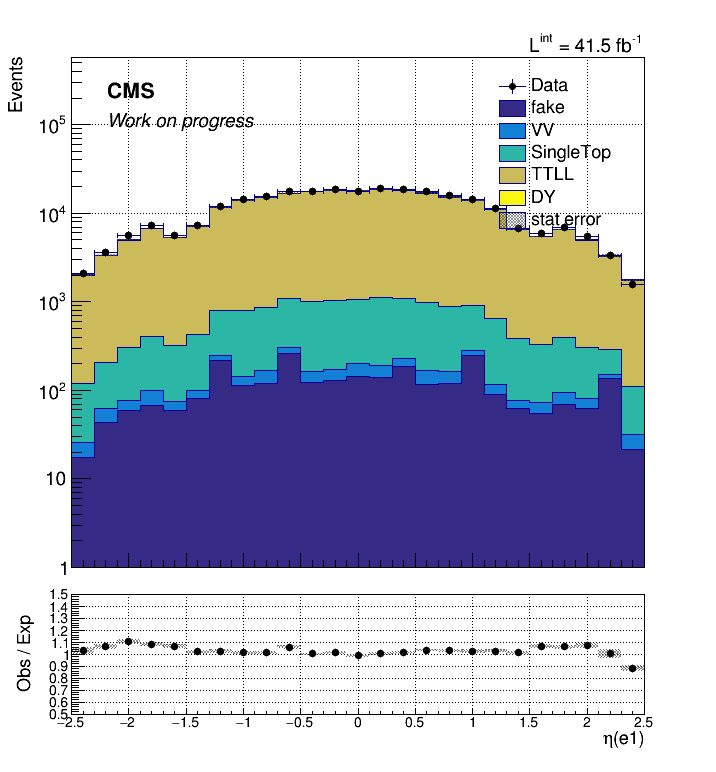 L^int = 41.5 fb^-1
Events
CMS
Work on progress
Data
fake
VV
SingleTop
TTLL
DY
stat error
10^5
10^4
10^3
10^2
10
1
Obs / Exp
1.5
1.4
1.3
1.2
1.1
1
0.9
0.8
0.7
0.6
0.5
−2.5 −2 −1.5 −1 −0.5 0 0.5 1 1.5 2 2.5
η(e1)